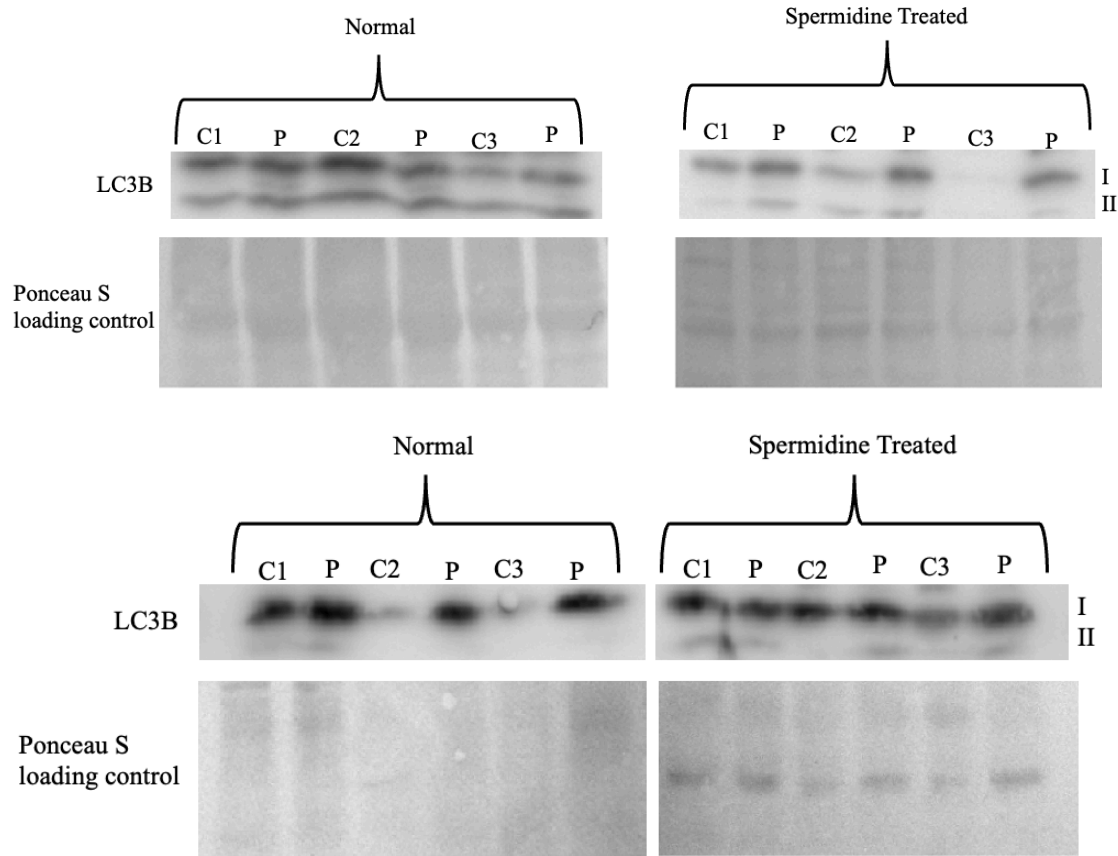 Normal
Spermidine Treated
C1 P C2 P C3 P
C1 P C2 P C3 P
LC3B
I
II
Ponceau S
loading control
Normal
Spermidine Treated
C1 P C2 P C3 P
C1 P C2 P C3 P
LC3B
I
II
Ponceau S
loading control